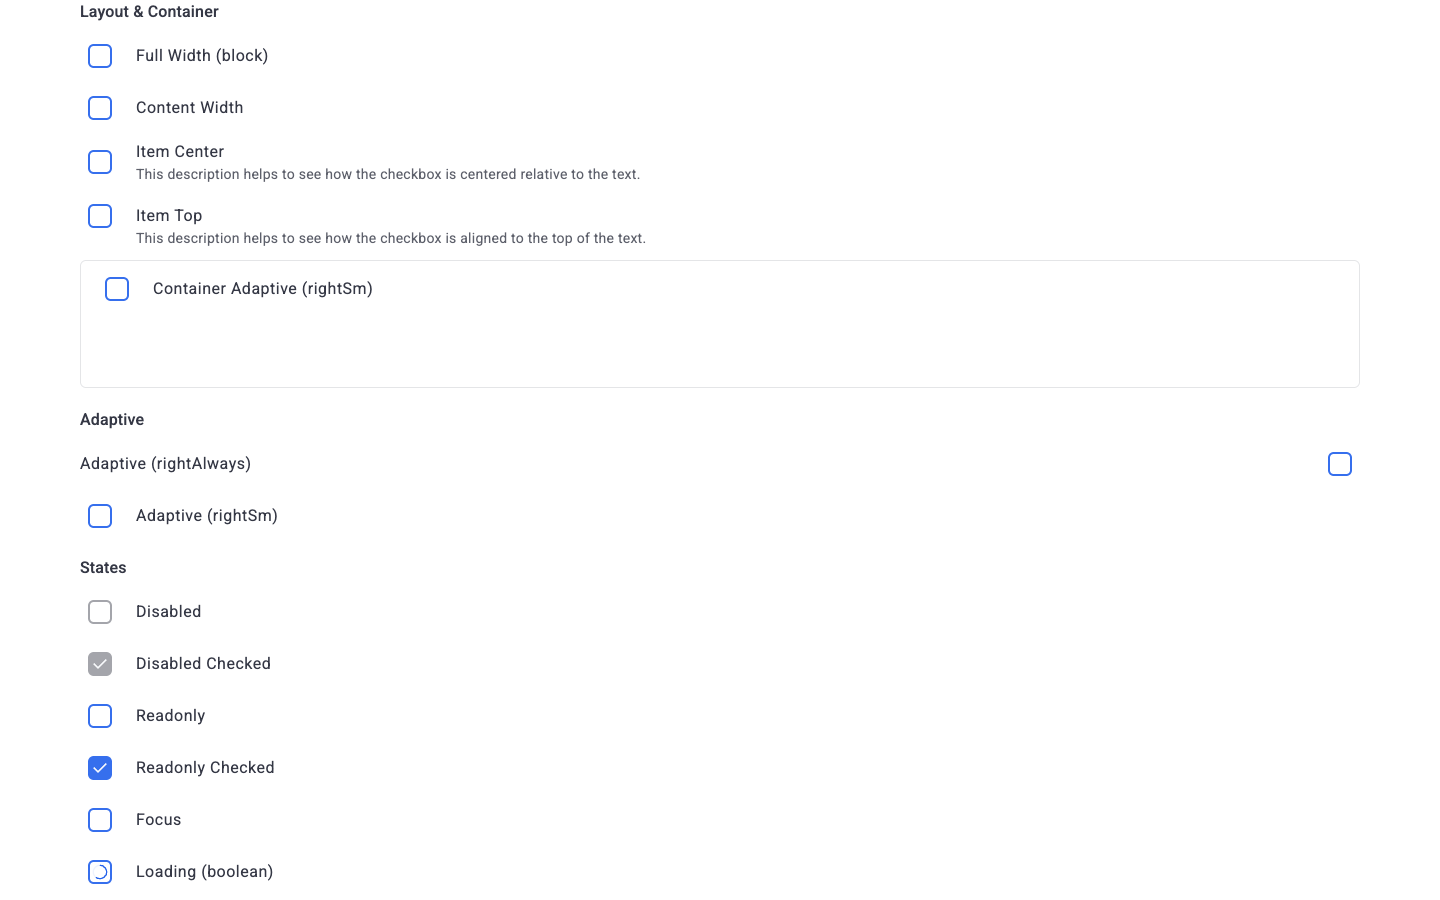 Layout & Container
Full Width (block)
Content Width
Item Center
This description helps to see how the checkbox is centered relative to the text.
Item Top
This description helps to see how the checkbox is aligned to the top of the text.
Container Adaptive (rightSm)
Adaptive
Adaptive (rightAlways)
Adaptive (rightSm)
States
Disabled
Disabled Checked
Readonly
Readonly Checked
Focus
Loading (boolean)